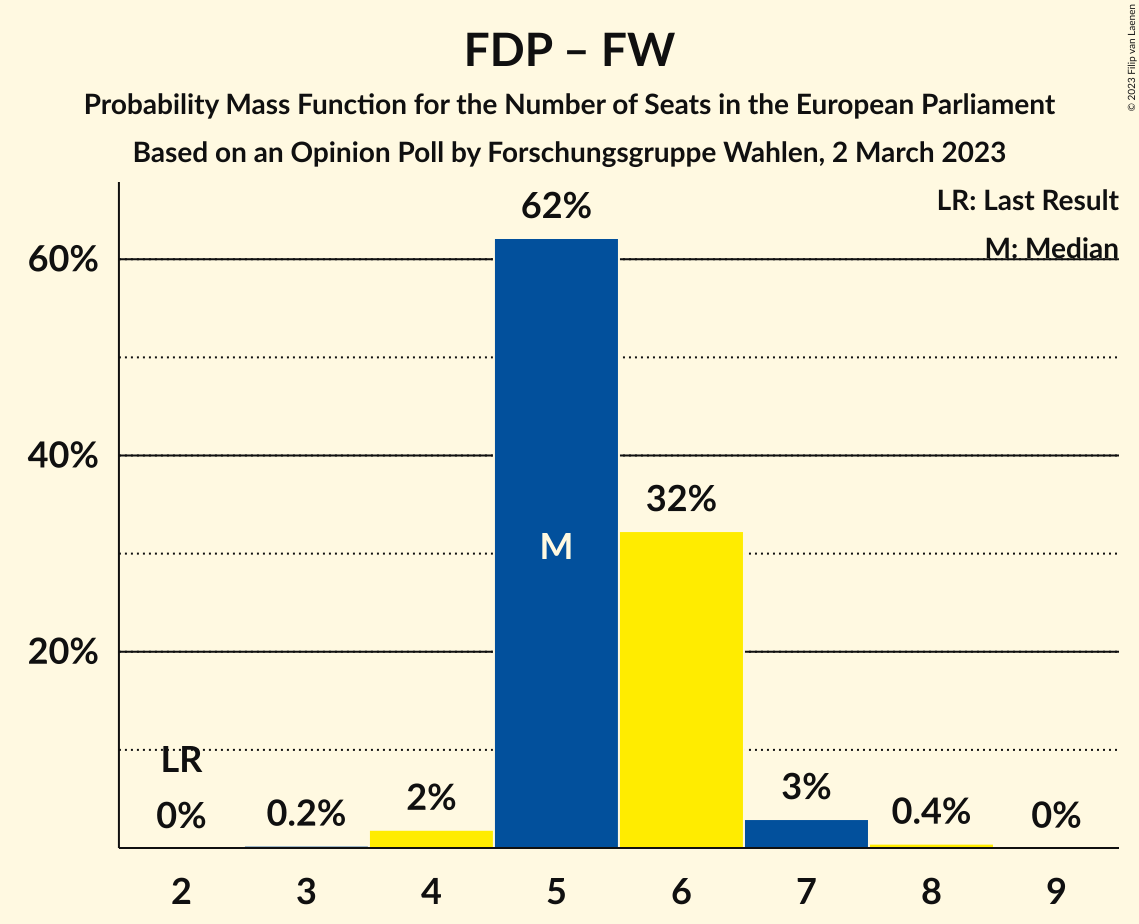 FDP – FW
Probability Mass Function for the Number of Seats in the European Parliament
Based on an Opinion Poll by Forschungsgruppe Wahlen, 2 March 2023
© 2023 Filip van Laenen
LR: Last Result
M: Median
62%
60%
40%
32%
M
20%
LR
0%
0.2%
2%
3%
0.4%
0%
2 3 4 5 6 7 8 9